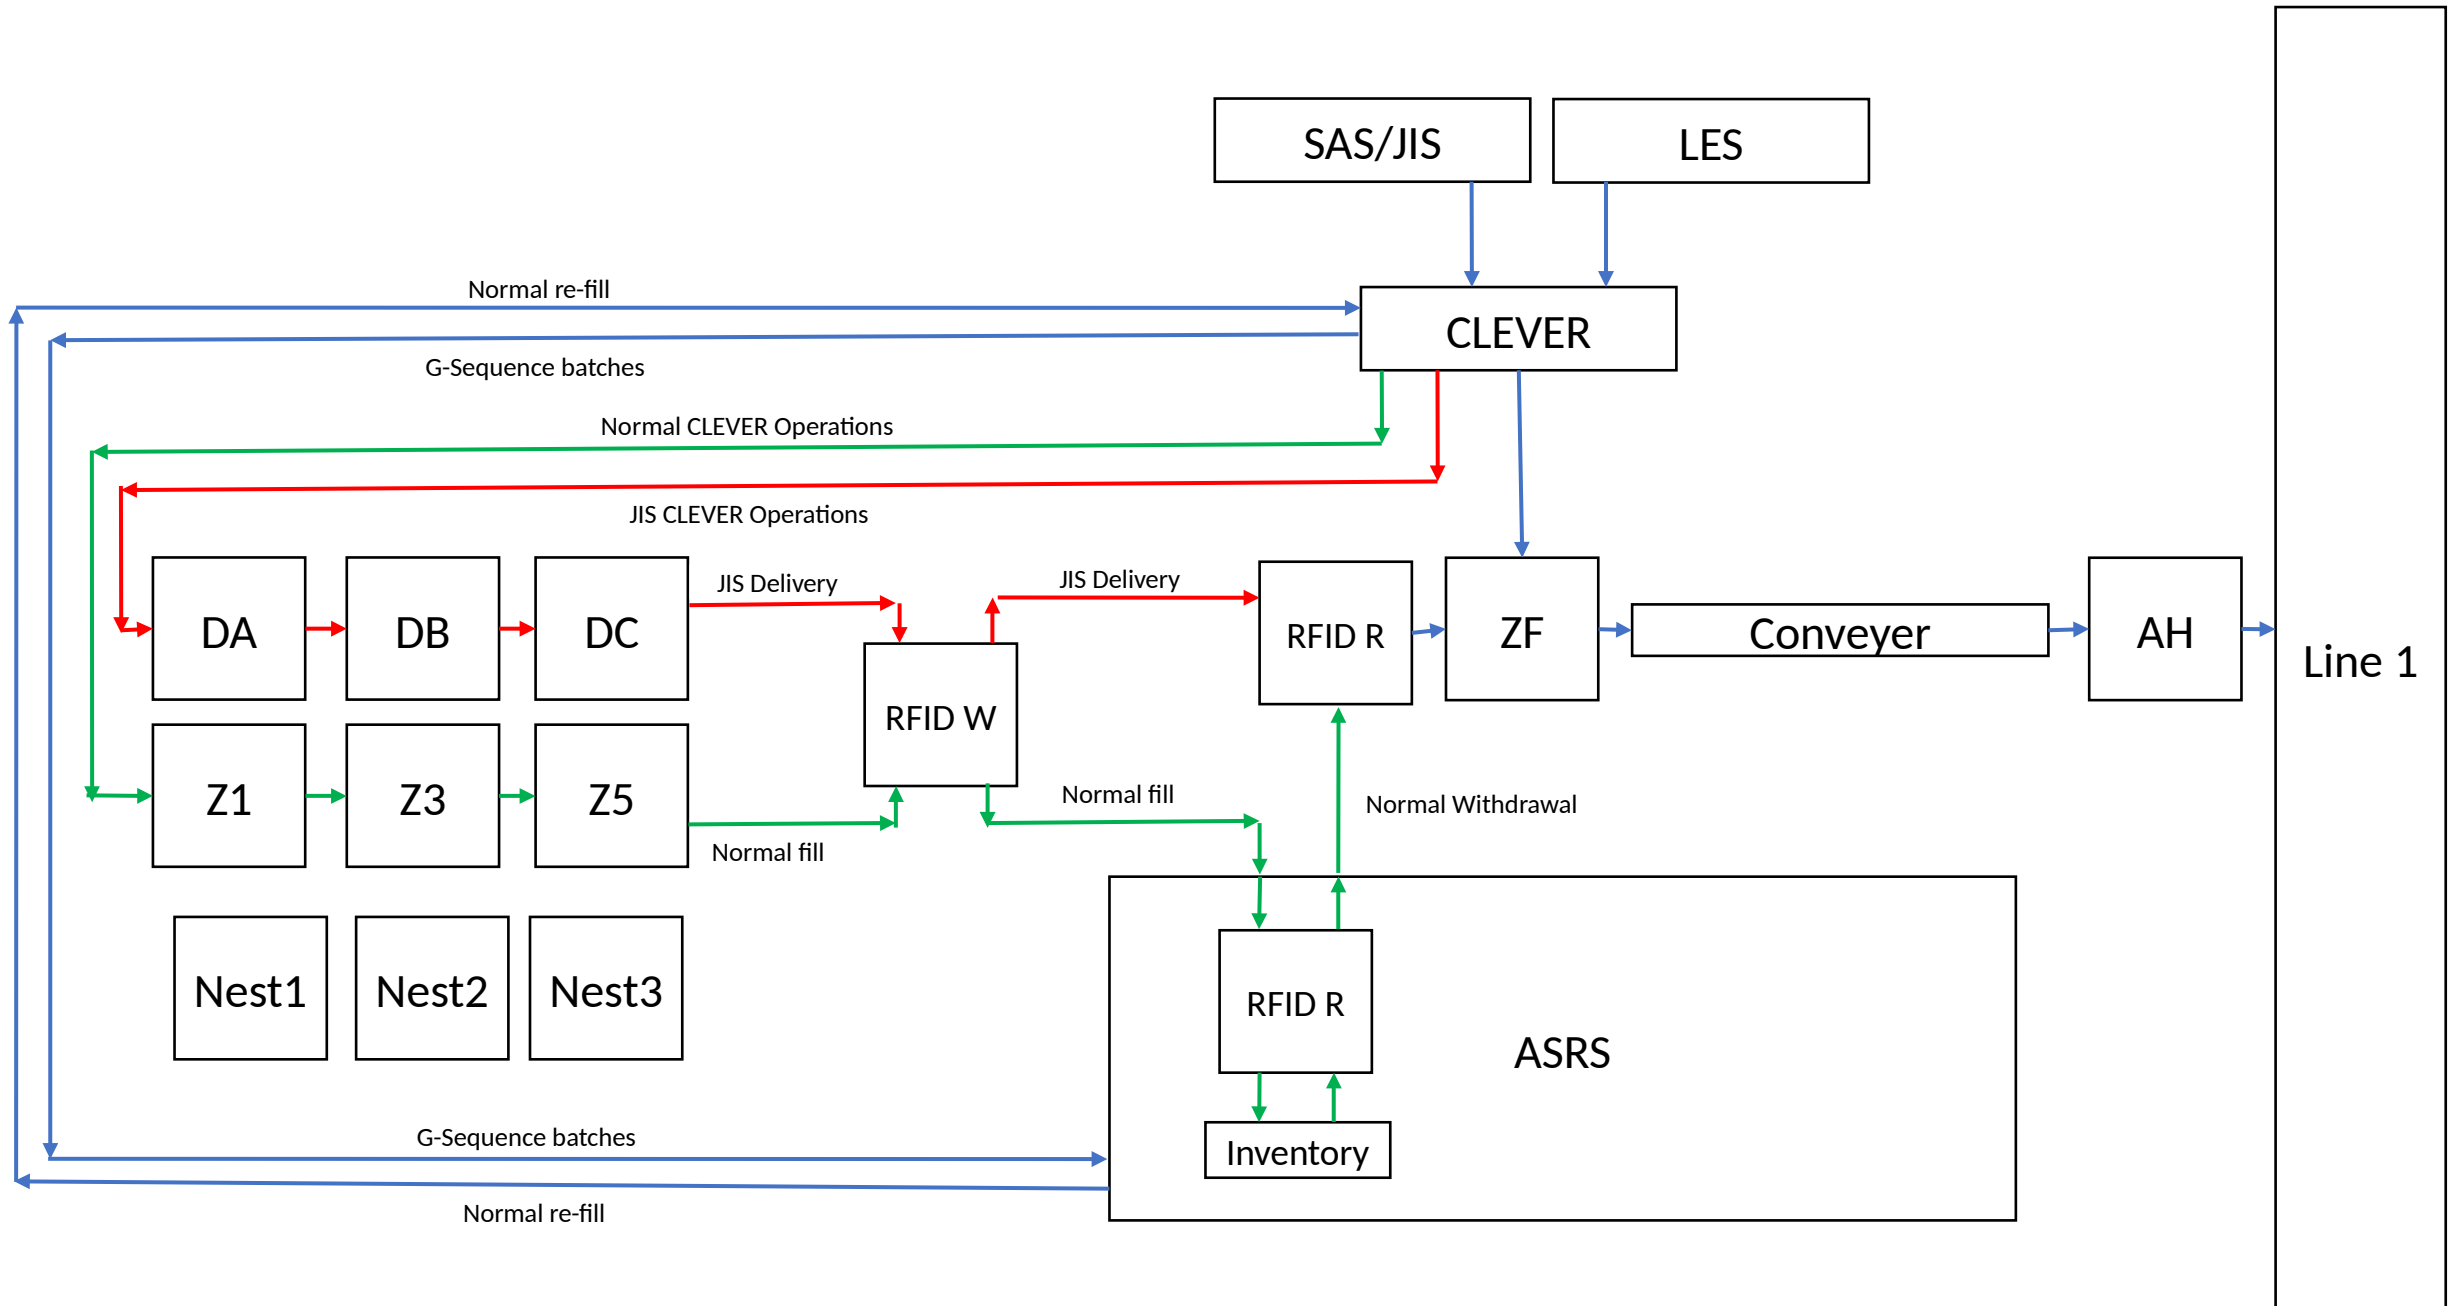 SAS/JIS
LES
Normal re-fill
CLEVER
G-Sequence batches
Normal CLEVER Operations
JIS CLEVER Operations
DA
DB
DC
JIS Delivery
JIS Delivery
RFID R
ZF
Conveyer
AH
Line 1
RFID W
Z1
Z3
Z5
Normal fill
Normal fill
Normal Withdrawal
Nest1
Nest2
Nest3
RFID R
ASRS
G-Sequence batches
Inventory
Normal re-fill